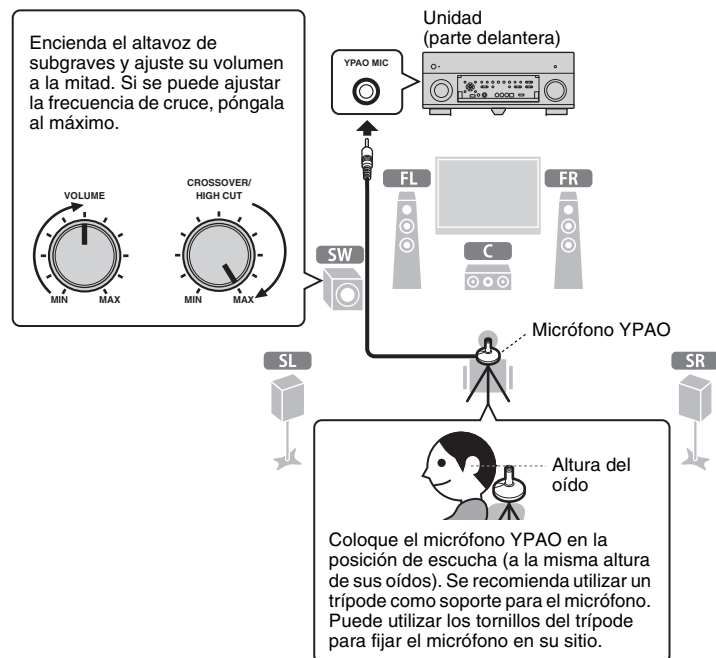 Encienda el altavoz de
subgraves y ajuste su volumen
a la mitad. Si se puede ajustar
la frecuencia de cruce, póngala
al máximo.
VOLUME
MIN
MAX
CROSSOVER/
HIGH CUT
MIN
MAX
Unidad
(parte delantera)
YPAO MIC
FL
FR
SW
C
Micrófono YPAO
SL
SR
Altura del
oído
Coloque el micrófono YPAO en la
posición de escucha (a la misma altura
de sus oídos). Se recomienda utilizar un
trípode como soporte para el micrófono.
Puede utilizar los tornillos del trípode
para fijar el micrófono en su sitio.